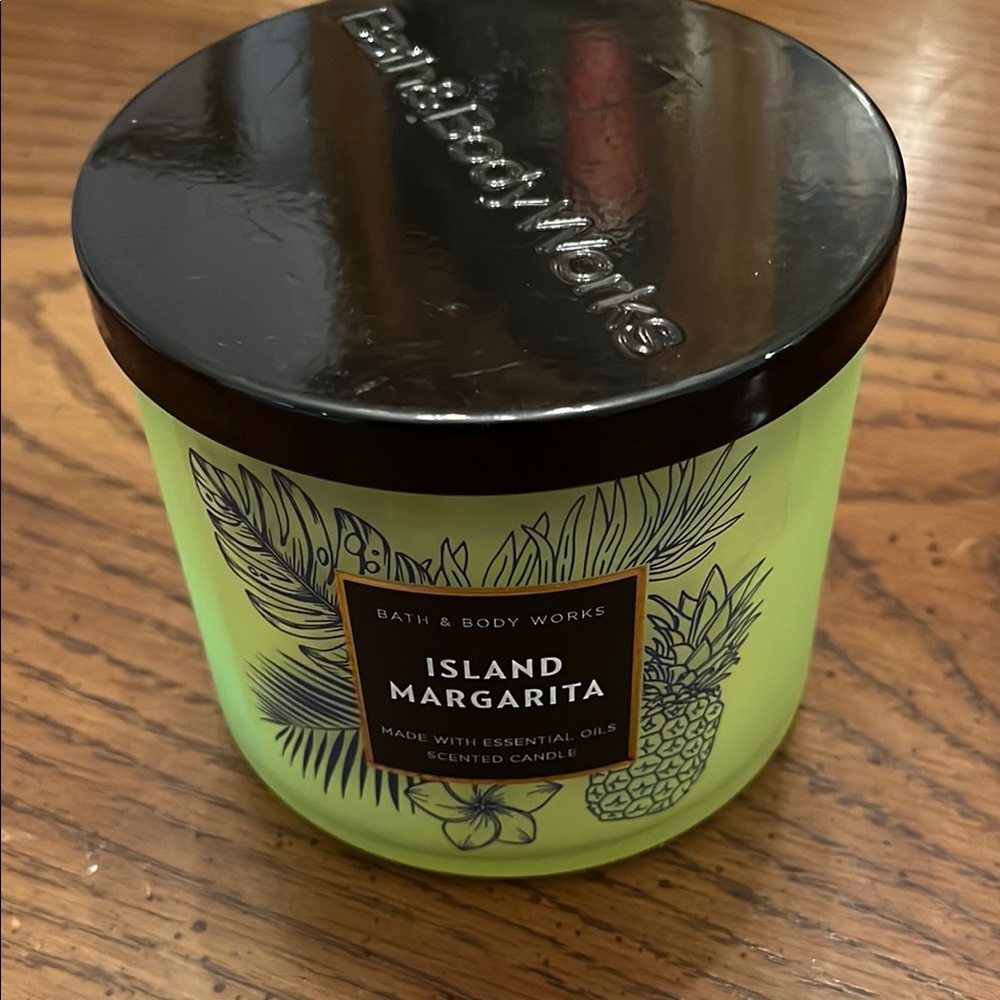 Bath&BodyWorks
BATH & BODY WORKS
ISLAND
MARGARITA
MADE WITH ESSENTIAL OILS
SCENTED CANDLE